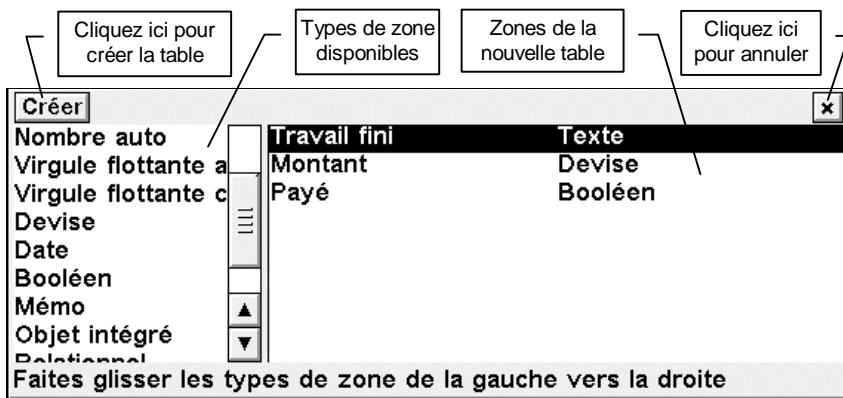 Cliquez ici pour
créer la table
Types de zone
disponibles
Zones de la
nouvelle table
Cliquez ici
pour annuler
Créer
Nombre auto
Virgule flottante a
Virgule flottante c
Devise
Date
Booléen
Mémo
Objet intégré
Relationnel
Travail fini Texte
Montant Devise
Payé Booléen
Faites glisser les types de zone de la gauche vers la droite